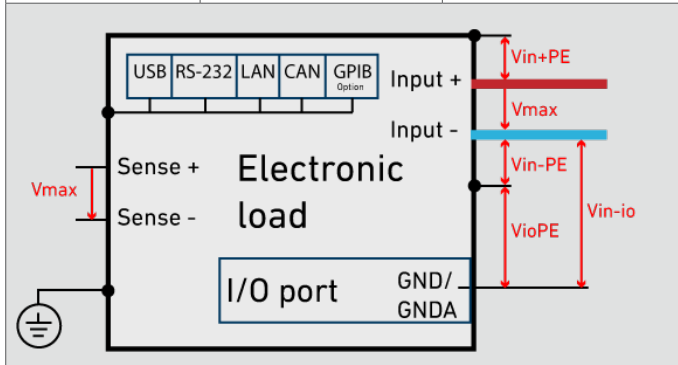 USB RS-232 LAN CAN GPIB
Option
Input +
Input -
Vin+PE
Vmax
Vin-PE
Vin-io
VioPE
Sense +
Sense -
Vmax
Electronic
load
I/O port
GND/
GNDA